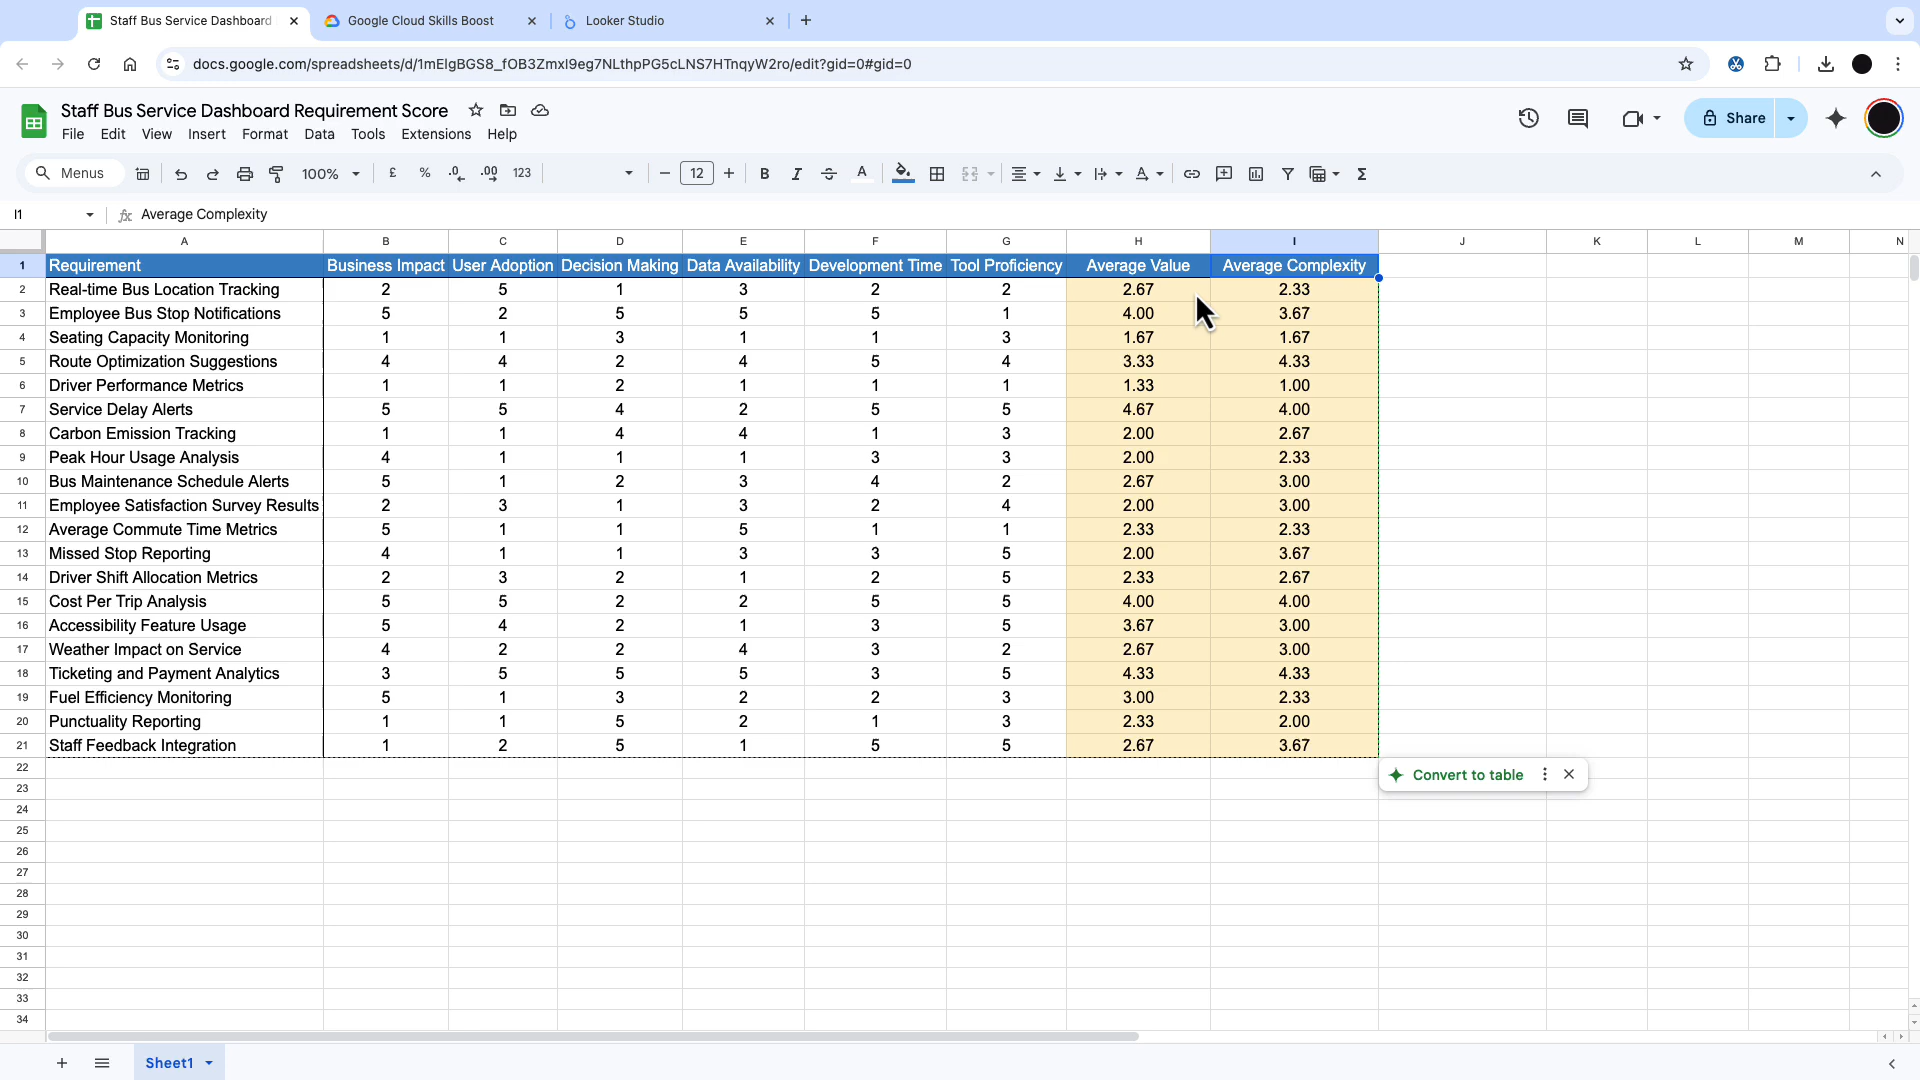 Staff Bus Service Dashboard
Google Cloud Skills Boost
Looker Studio
docs.google.com/spreadsheets/d/1mElgBGS8_fOB3Zmxl9eg7NLthpPG5cLNS7HTnqyW2ro/edit?gid=0#gid=0
Staff Bus Service Dashboard Requirement Score
File Edit View Insert Format Data Tools Extensions Help
Share
Menus 100% £ % .0 .00 123 12 B I S A
I1 fx Average Complexity
A B C D E F G H I J K L M N
1 Requirement Business Impact User Adoption Decision Making Data Availability Development Time Tool Proficiency Average Value Average Complexity
2 Real-time Bus Location Tracking 2 5 1 3 2 2 2.67 2.33
3 Employee Bus Stop Notifications 5 2 5 5 5 1 4.00 3.67
4 Seating Capacity Monitoring 1 1 3 1 1 3 1.67 1.67
5 Route Optimization Suggestions 4 4 2 4 5 4 3.33 4.33
6 Driver Performance Metrics 1 1 2 1 1 1 1.33 1.00
7 Service Delay Alerts 5 5 4 2 5 5 4.67 4.00
8 Carbon Emission Tracking 1 1 4 4 1 3 2.00 2.67
9 Peak Hour Usage Analysis 4 1 1 1 3 3 2.00 2.33
10 Bus Maintenance Schedule Alerts 5 1 2 3 4 2 2.67 3.00
11 Employee Satisfaction Survey Results 2 3 1 3 2 4 2.00 3.00
12 Average Commute Time Metrics 5 1 1 5 1 1 2.33 2.33
13 Missed Stop Reporting 4 1 1 3 3 5 2.00 3.67
14 Driver Shift Allocation Metrics 2 3 2 1 2 5 2.33 2.67
15 Cost Per Trip Analysis 5 5 2 2 5 5 4.00 4.00
16 Accessibility Feature Usage 5 4 2 1 3 5 3.67 3.00
17 Weather Impact on Service 4 2 2 4 3 2 2.67 3.00
18 Ticketing and Payment Analytics 3 5 5 5 3 5 4.33 4.33
19 Fuel Efficiency Monitoring 5 1 3 2 2 3 3.00 2.33
20 Punctuality Reporting 1 1 5 2 1 3 2.33 2.00
21 Staff Feedback Integration 1 2 5 1 5 5 2.67 3.67
22
Convert to table
23
24
25
26
27
28
29
30
31
32
33
34
Sheet1